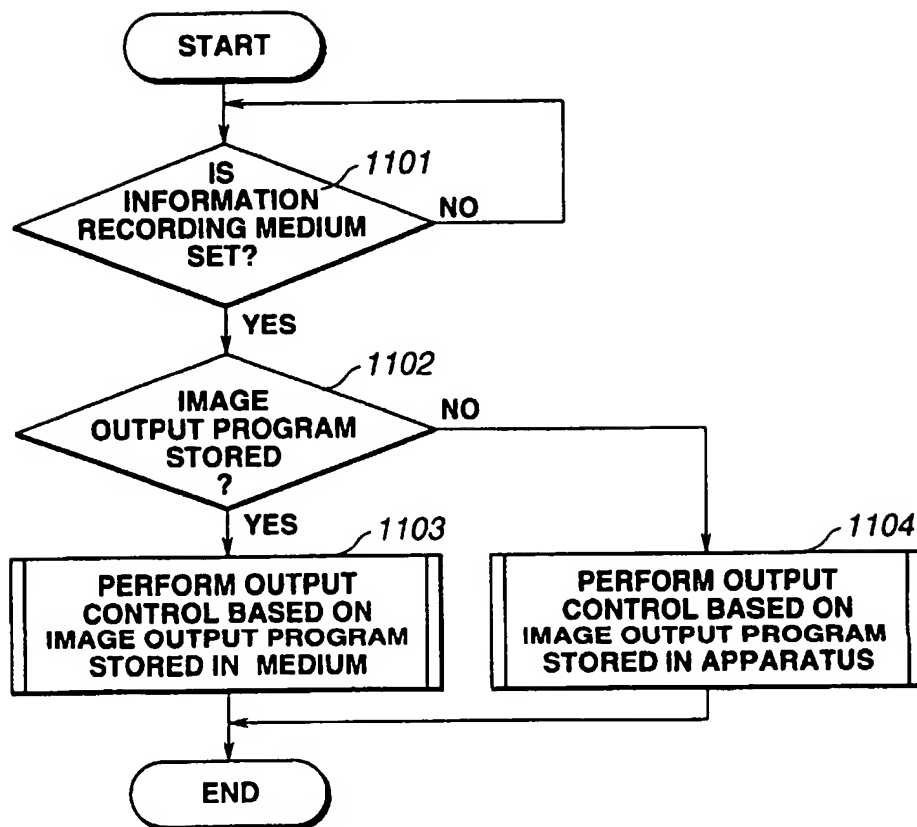 START
1101
IS
INFORMATION
RECORDING MEDIUM
SET?
NO
YES
1102
IMAGE
OUTPUT PROGRAM
STORED
?
NO
YES
1103
PERFORM OUTPUT
CONTROL BASED ON
IMAGE OUTPUT PROGRAM
STORED IN MEDIUM
1104
PERFORM OUTPUT
CONTROL BASED ON
IMAGE OUTPUT PROGRAM
STORED IN APPARATUS
END